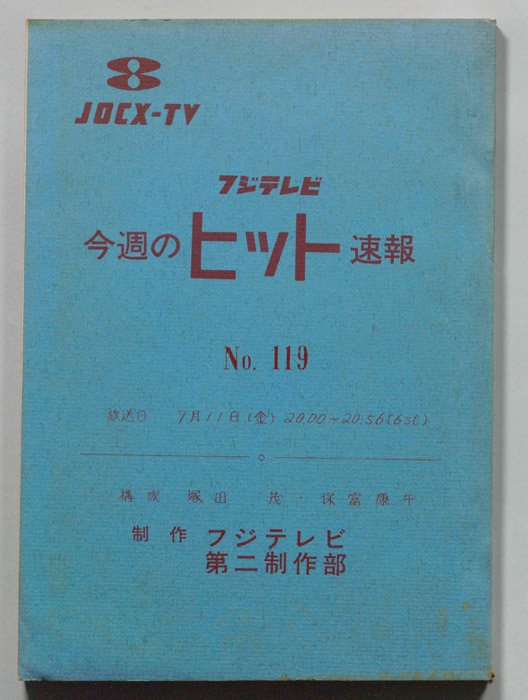 JOCX-TV
フジテレビ
今週のヒット速報
No. 119
放送日 7月11日(金) 20.00~20.56(6st)
構成 塚田 茂・保富康午
制作 フジテレビ
第二制作部